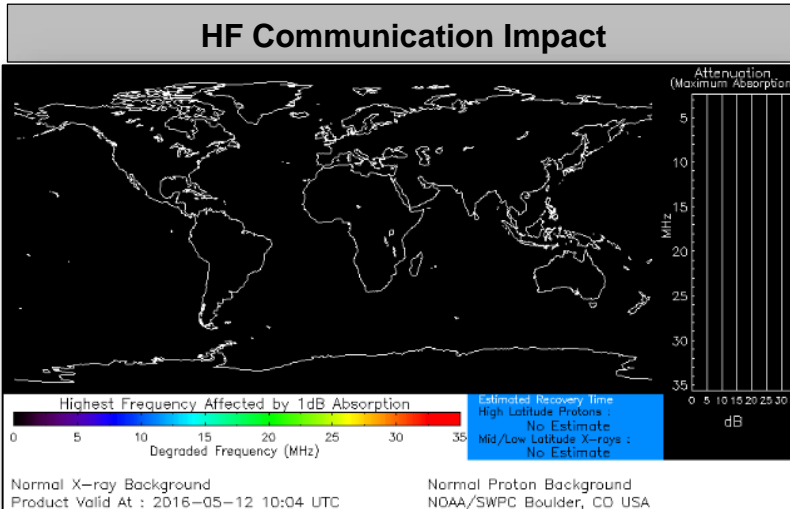 HF Communication Impact
Attenuation
(Maximum Absorption
5
10
15
20
25
30
35
MHz
0 5 10 15 20 25 30
dB
Highest Frequency Affected by 1dB Absorption
0 5 10 15 20 25 30 35
Degraded Frequency (MHz)
Estimated Recovery Time
High Latitude Protons :
No Estimate
Mid/Low Latitude X-rays :
No Estimate
Normal X-ray Background
Product Valid At : 2016-05-12 10:04 UTC
Normal Proton Background
NOAA/SWPC Boulder, CO USA